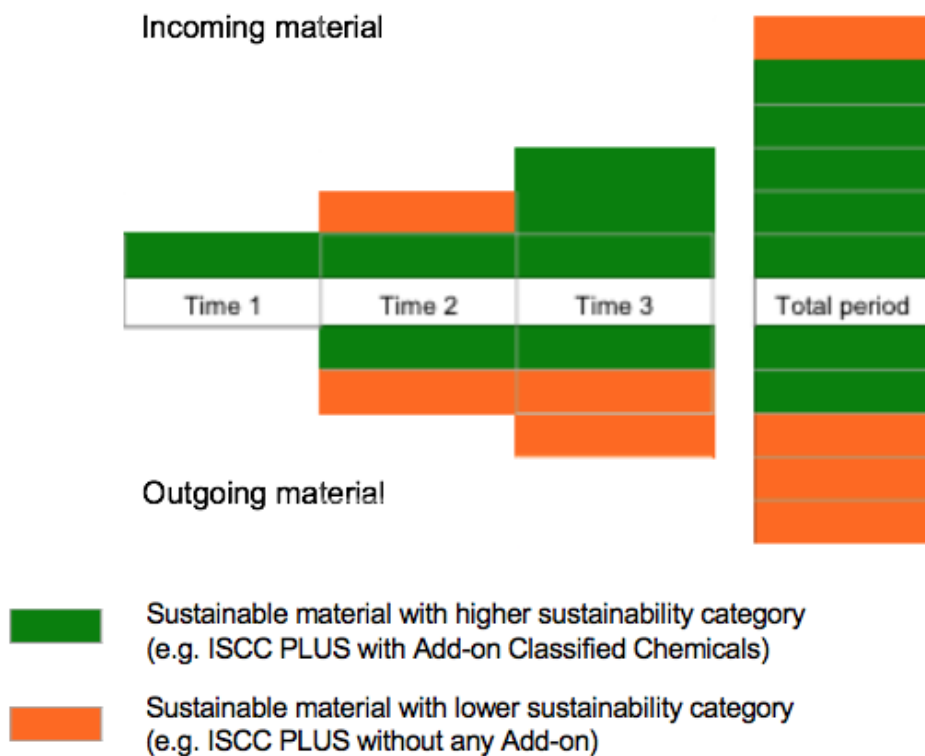 Incoming material
Time 1
Time 2
Time 3
Total period
Outgoing material
Sustainable material with higher sustainability category
(e.g. ISCC PLUS with Add-on Classified Chemicals)
Sustainable material with lower sustainability category
(e.g. ISCC PLUS without any Add-on)